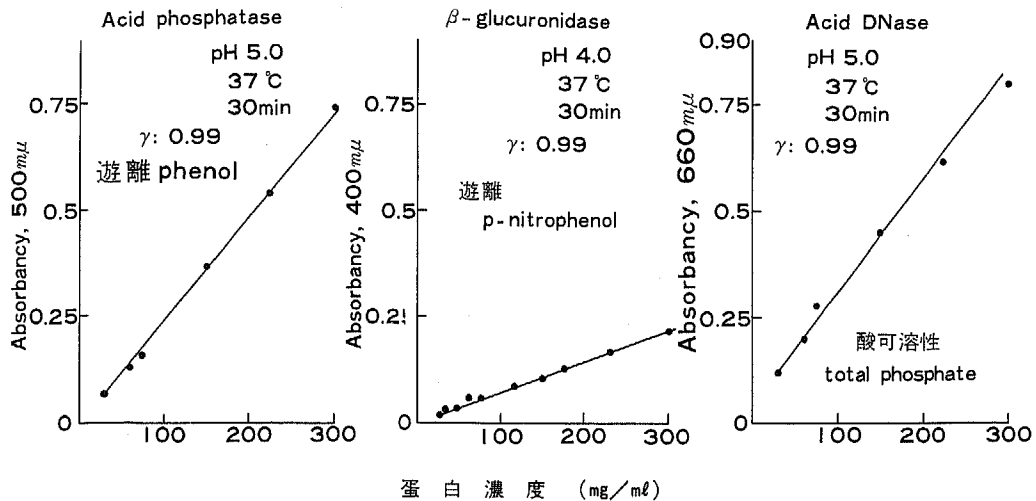 Acid phosphatase
pH 5.0
37℃
30min
γ: 0.99
遊離 phenol
Absorbancy, 500mμ
0.75
0.5
0.25
0
100
200
300
β-glucuronidase
pH 4.0
37℃
30min
γ: 0.99
遊離
p-nitrophenol
Absorbancy, 400mμ
0.75
0.5
0
100
200
300
Acid DNase
pH 5.0
37℃
30min
γ: 0.99
酸可溶性
total phosphate
Absorbancy, 660mμ
0.90
0.75
0.5
0.25
0
100
200
300
蛋白濃度 (mg/mℓ)